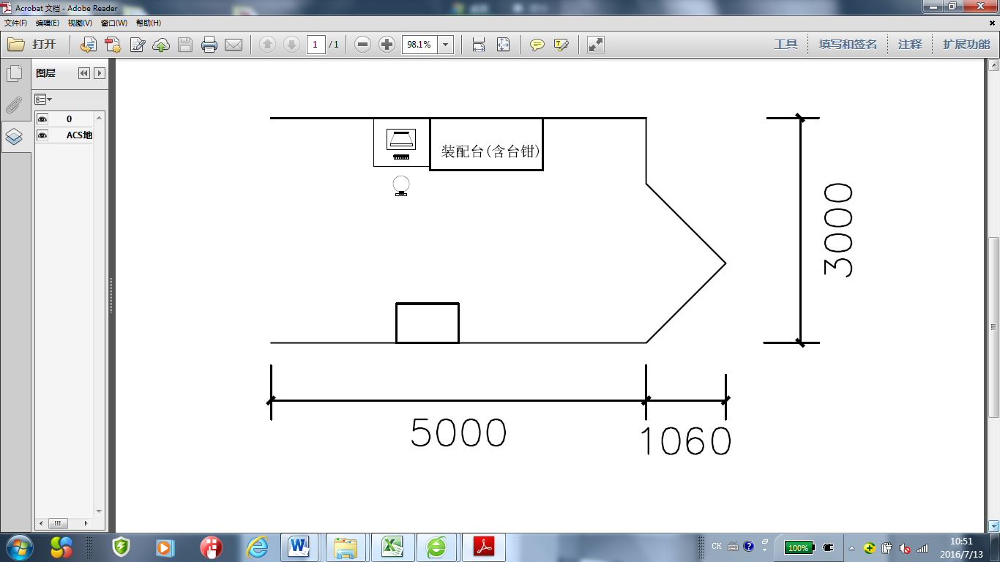 Acrobat 文档 - Adobe Reader
文件(F) 编辑(E) 视图(V) 窗口(W) 帮助(H)
打开 1 / 1 98.1% 工具 填写和签名 注释 扩展功能
图层
0
ACS地
装配台(含台钳)
3000
5000
1060
CH 100% 10:51
2016/7/13